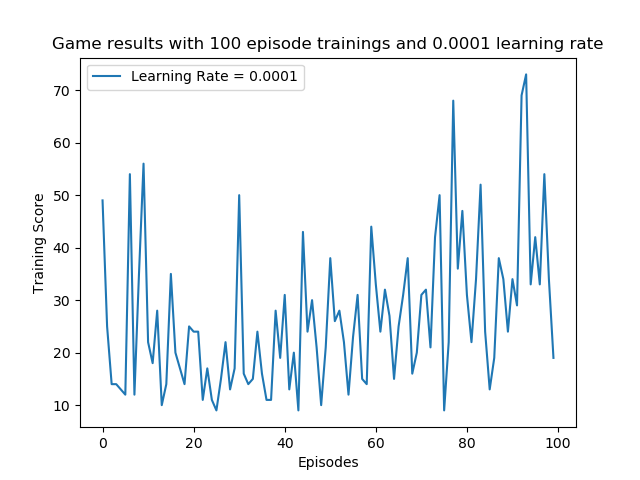 Game results with 100 episode trainings and 0.0001 learning rate
Learning Rate = 0.0001
70
60
50
40
30
20
10
Training Score
0 20 40 60 80 100
Episodes